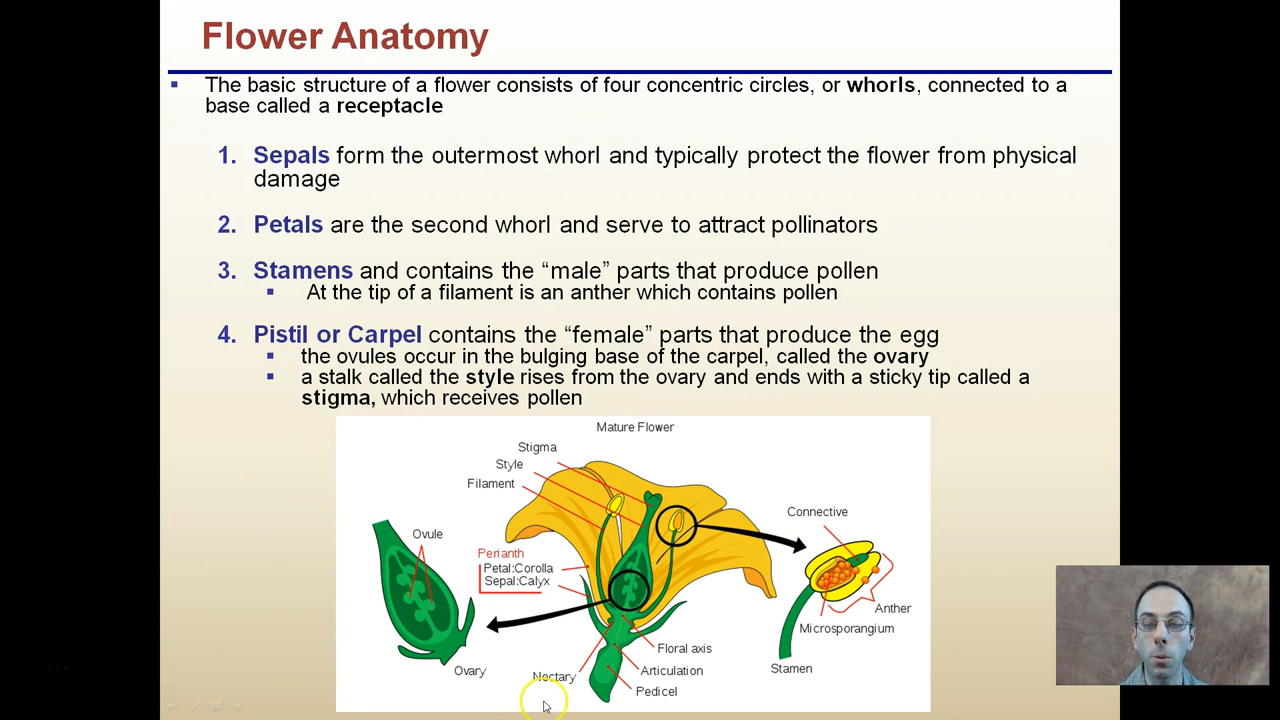 Flower Anatomy
The basic structure of a flower consists of four concentric circles, or whorls, connected to a
base called a receptacle
1. Sepals form the outermost whorl and typically protect the flower from physical
damage
2. Petals are the second whorl and serve to attract pollinators
3. Stamens and contains the “male” parts that produce pollen
At the tip of a filament is an anther which contains pollen
4. Pistil or Carpel contains the “female” parts that produce the egg
the ovules occur in the bulging base of the carpel, called the ovary
a stalk called the style rises from the ovary and ends with a sticky tip called a
stigma, which receives pollen
Mature Flower
Stigma
Style
Filament
Connective
Ovule
Perianth
Petal:Corolla
Sepal:Calyx
Anther
Microsporangium
Floral axis
Stamen
Ovary
Articulation
Nectary
Pedicel